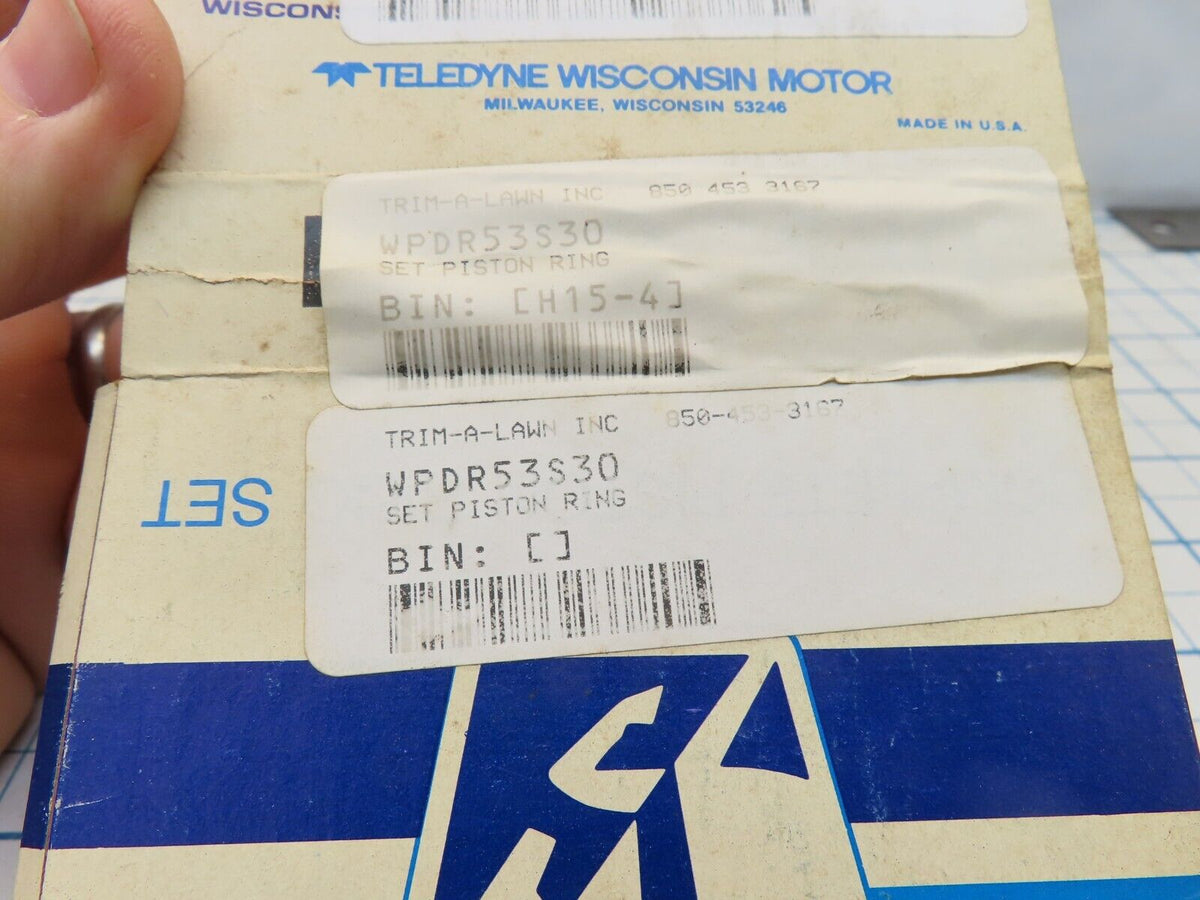 WISCONS
TELEDYNE WISCONSIN MOTOR
MILWAUKEE, WISCONSIN 53246
MADE IN U.S.A.
TRIM-A-LAWN INC 850 453 3167
WPDR53S30
SET PISTON RING
BIN: [H15-4]
TRIM-A-LAWN INC 850-453-3167
WPDR53S30
SET PISTON RING
BIN: []
SET